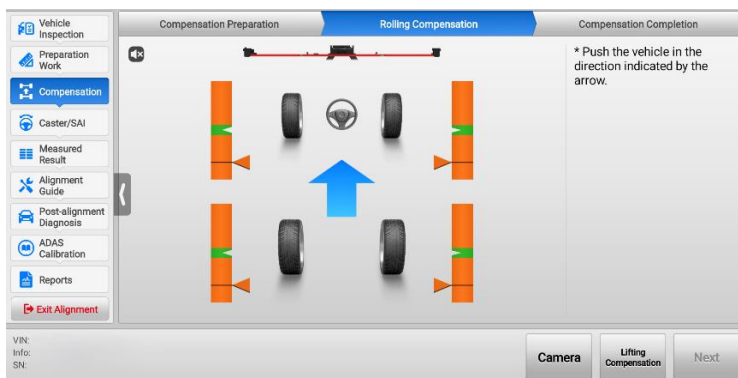 Vehicle
Inspection
Preparation
Work
Compensation
Caster/SAI
Measured
Result
Alignment
Guide
Post-alignment
Diagnosis
ADAS
Calibration
Reports
Exit Alignment
Compensation Preparation
Rolling Compensation
Compensation Completion
* Push the vehicle in the
direction indicated by the
arrow.
VIN:
Info:
SN:
Camera
Lifting
Compensation
Next